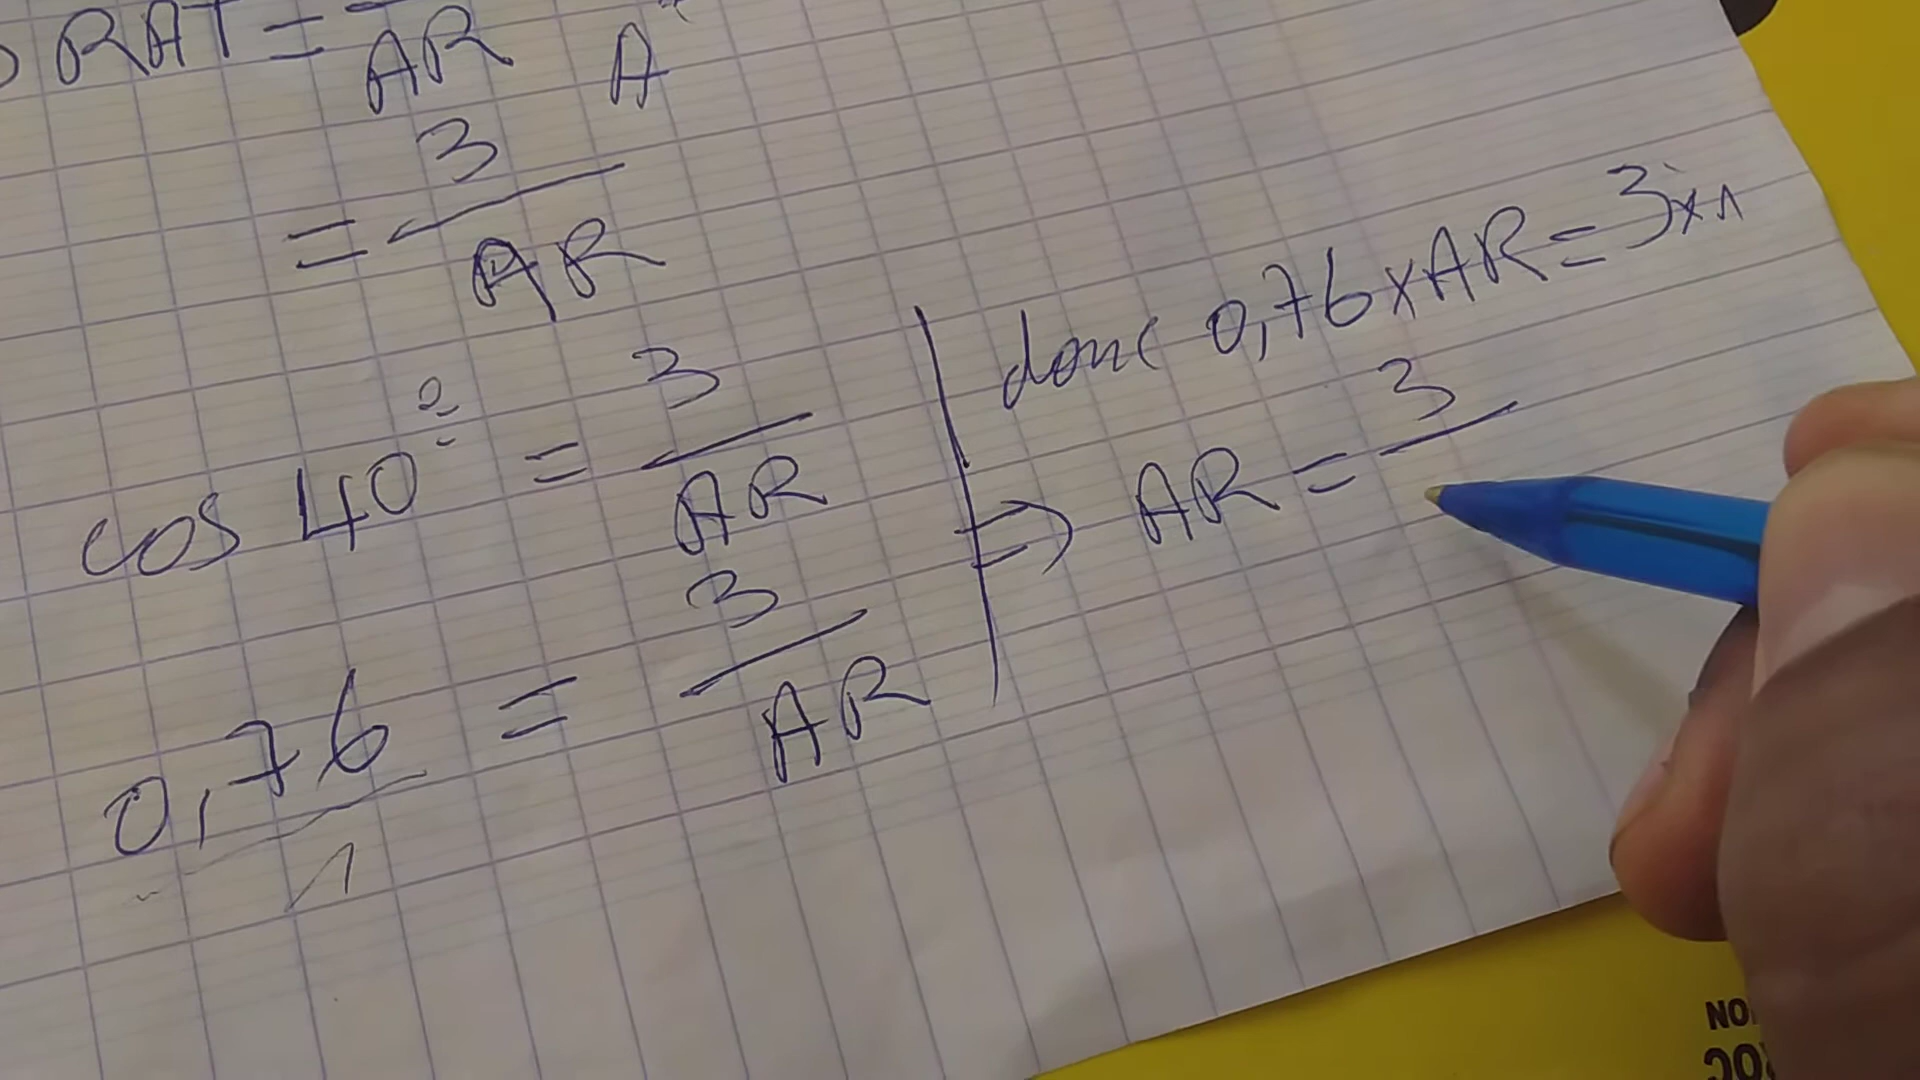 RAT = AR A
= 3 / AR
cos 40° = 3 / AR
0,76 / 1 = 3 / AR
donc 0,76 x AR = 3 x 1
=> AR = 3
NO